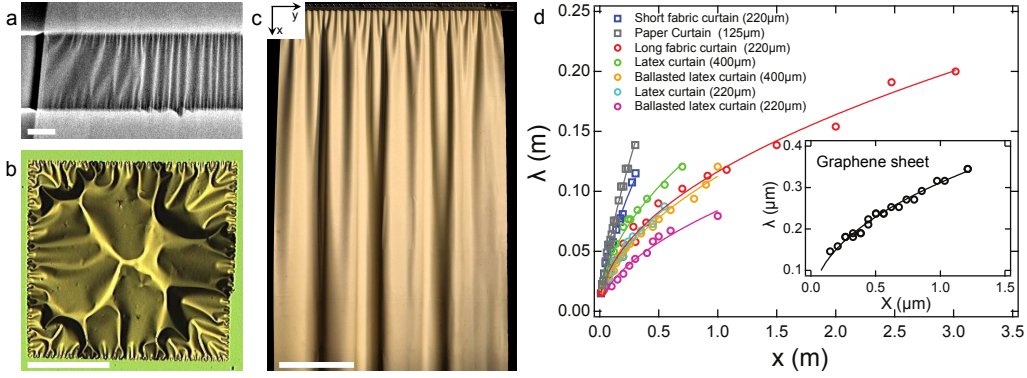 a
b
c
y
x
d
λ (m)
0.25
0.20
0.15
0.10
0.05
0.00
Short fabric curtain (220μm)
Paper Curtain (125μm)
Long fabric curtain (220μm)
Latex curtain (400μm)
Ballasted latex curtain (400μm)
Latex curtain (220μm)
Ballasted latex curtain (220μm)
0.0 0.5 1.0 1.5 2.0 2.5 3.0 3.5
x (m)
Graphene sheet
λ (μm)
0.4
0.3
0.2
0.1
0.0 0.5 1.0 1.5
X (μm)